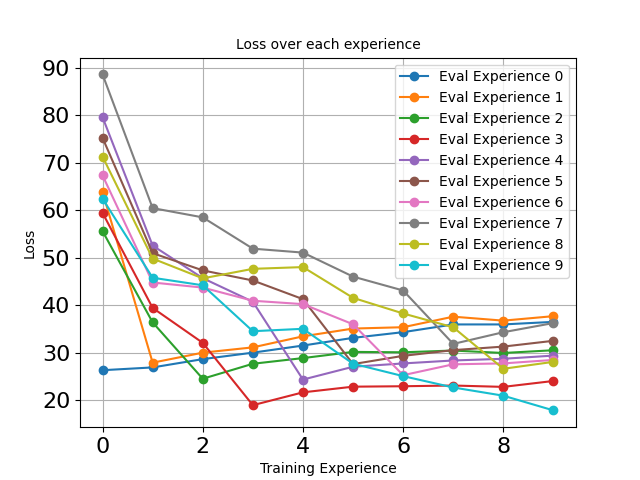 Loss over each experience
90
80
70
60
50
40
30
20
Loss
0 2 4 6 8
Training Experience
Eval Experience 0
Eval Experience 1
Eval Experience 2
Eval Experience 3
Eval Experience 4
Eval Experience 5
Eval Experience 6
Eval Experience 7
Eval Experience 8
Eval Experience 9